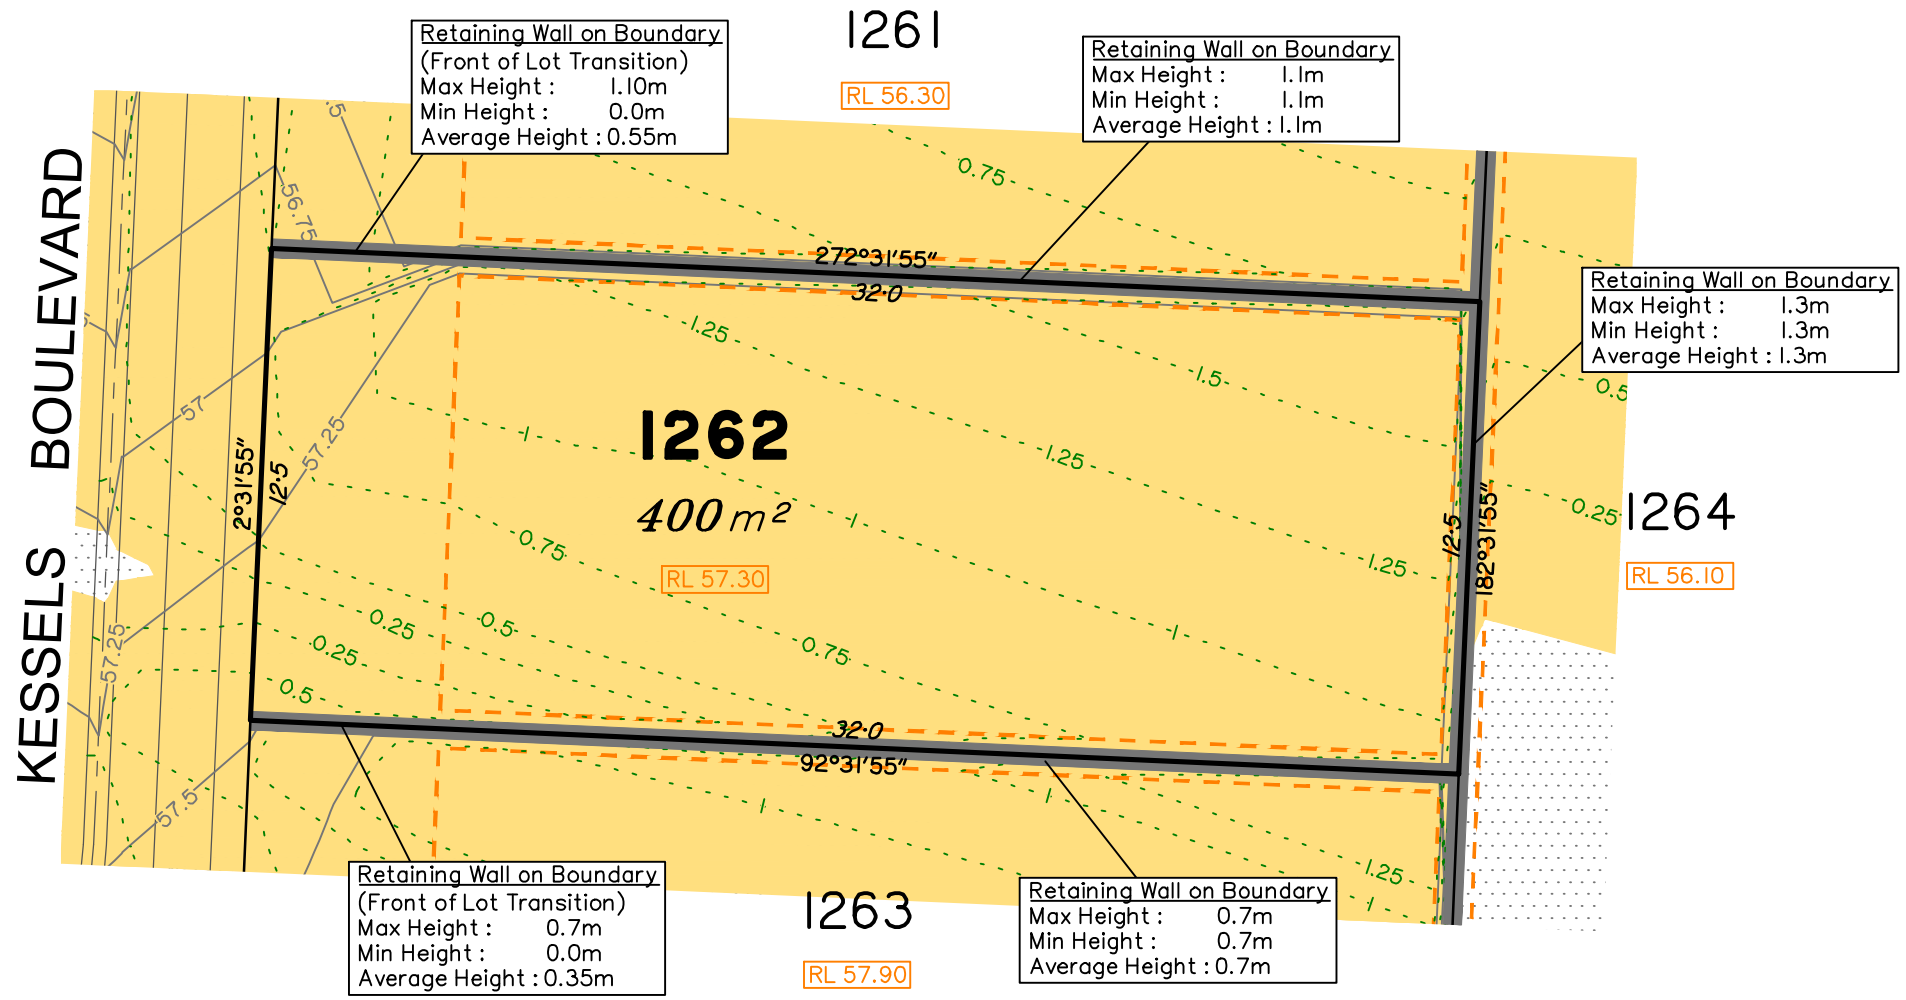 1261
RL 56.30
Retaining Wall on Boundary
(Front of Lot Transition)
Max Height : 1.10m
Min Height : 0.0m
Average Height : 0.55m
Retaining Wall on Boundary
Max Height : 1.1m
Min Height : 1.1m
Average Height : 1.1m
Retaining Wall on Boundary
Max Height : 1.3m
Min Height : 1.3m
Average Height : 1.3m
KESSELS BOULEVARD
.5
56.75
0.75
272°31'55"
32·0
1.25
1.5
0.5
57
57.25
1
1262
1.25
2°31'55"
12·5
400 m²
1
0.25
1264
RL 56.10
0.75
RL 57.30
1.25
12·5
182°31'55"
0.25
0.5
1
57.25
0.25
0.75
0.5
32·0
92°31'55"
57.5
1
1
1.25
1
Retaining Wall on Boundary
(Front of Lot Transition)
Max Height : 0.7m
Min Height : 0.0m
Average Height : 0.35m
1263
RL 57.90
Retaining Wall on Boundary
Max Height : 0.7m
Min Height : 0.7m
Average Height : 0.7m